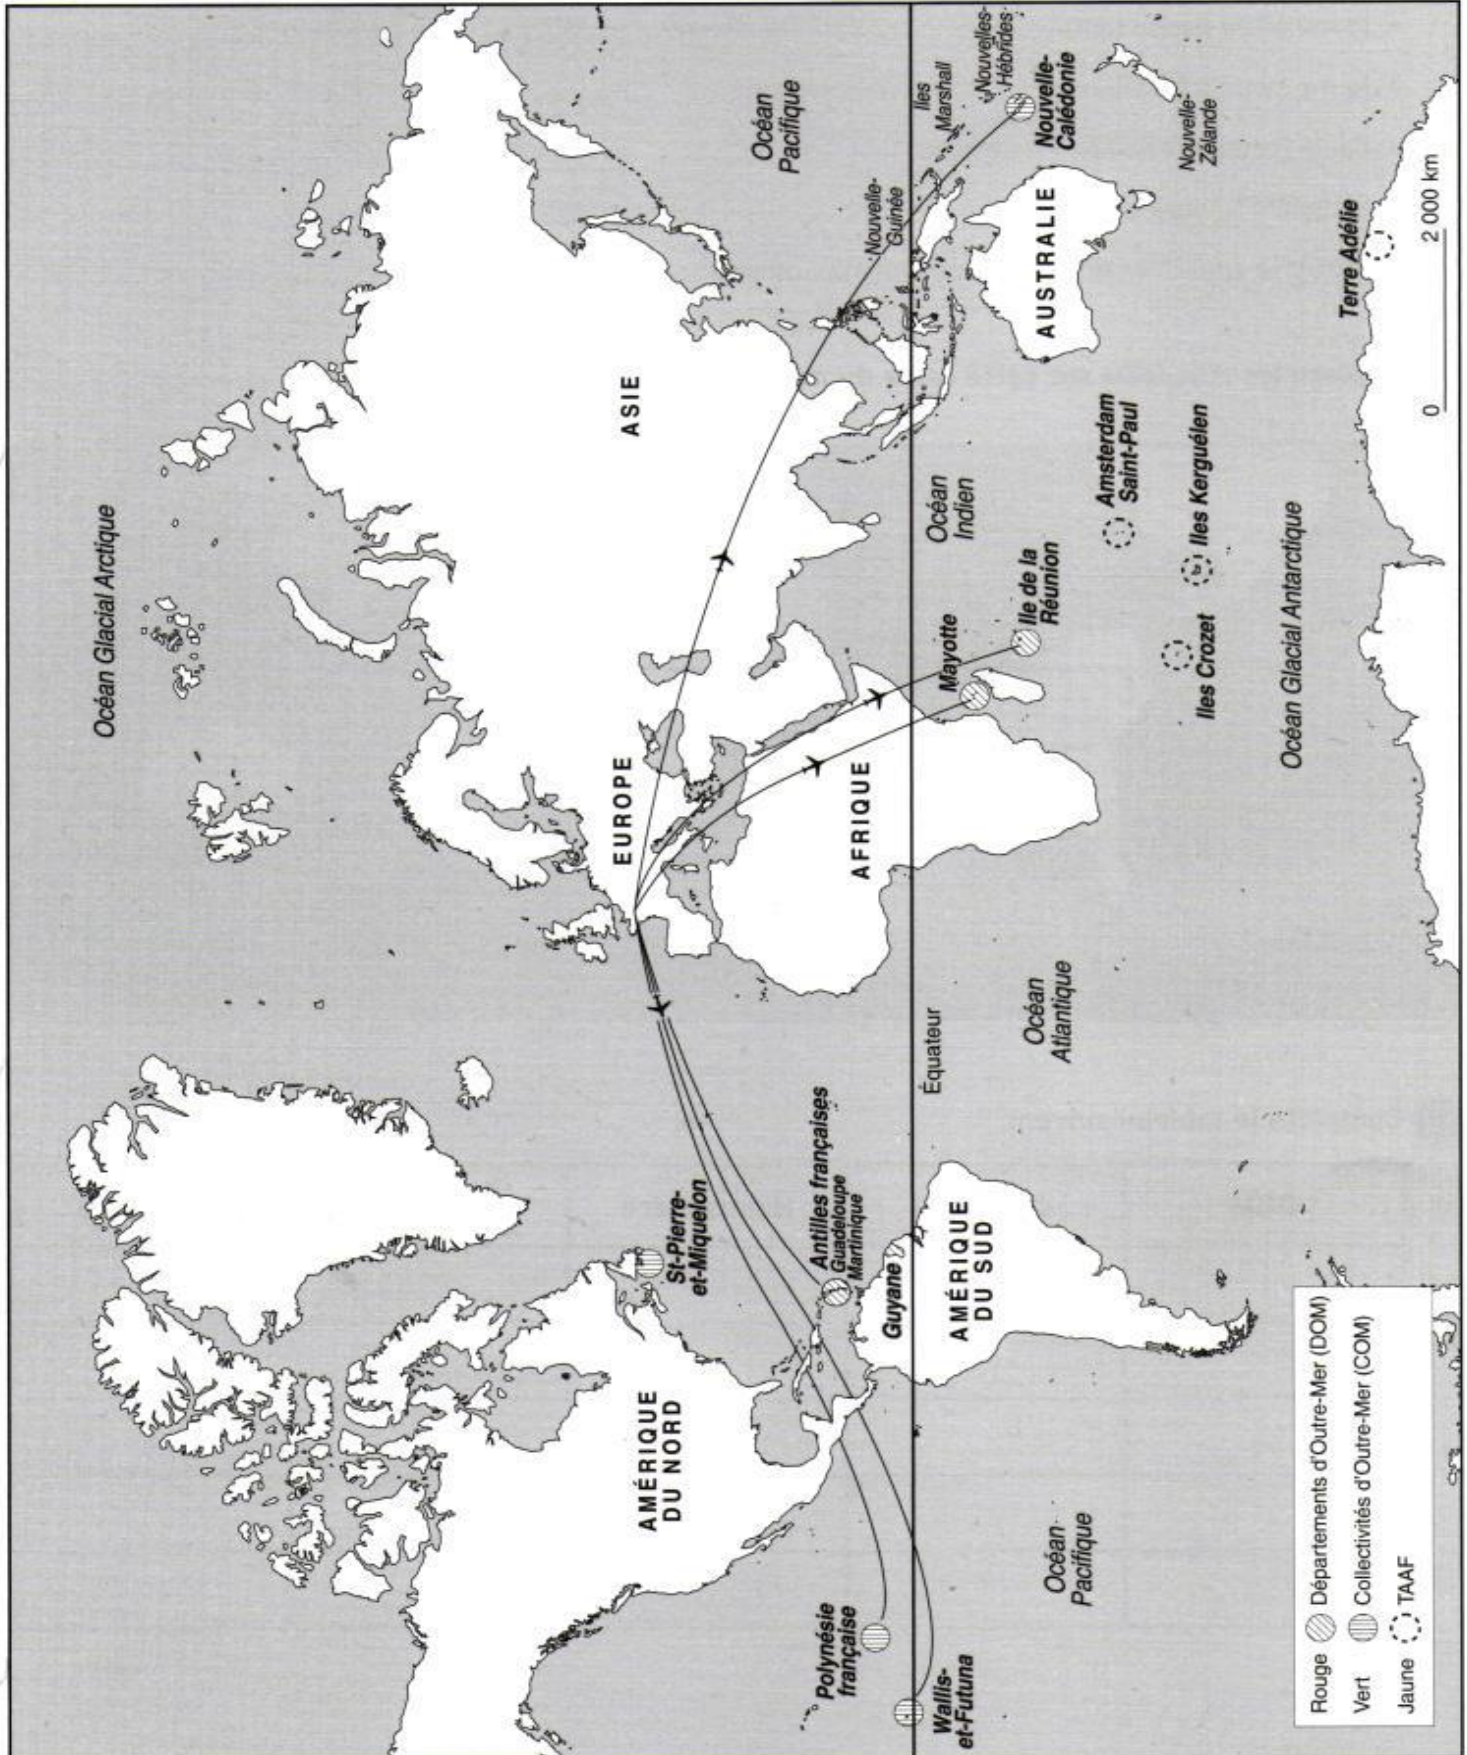 Océan Glacial Arctique
AMÉRIQUE
DU NORD
St-Pierre-
et-Miquelon
EUROPE
ASIE
Océan
Pacifique
Polynésie
française
Antilles françaises
Guadeloupe
Martinique
Guyane
AFRIQUE
Nouvelle-
Guinée
Iles
Marshall
Nouvelles-
Hébrides
Wallis-
et-Futuna
AMÉRIQUE
DU SUD
Équateur
Mayotte
Océan
Indien
Ile de la
Réunion
AUSTRALIE
Nouvelle-
Calédonie
Océan
Pacifique
Océan
Atlantique
Amsterdam
Saint-Paul
Iles Crozet
Iles Kerguélen
Nouvelle-
Zélande
Océan Glacial Antarctique
Terre Adélie
Rouge Départements d'Outre-Mer (DOM)
Vert Collectivités d'Outre-Mer (COM)
Jaune TAAF
0 2 000 km